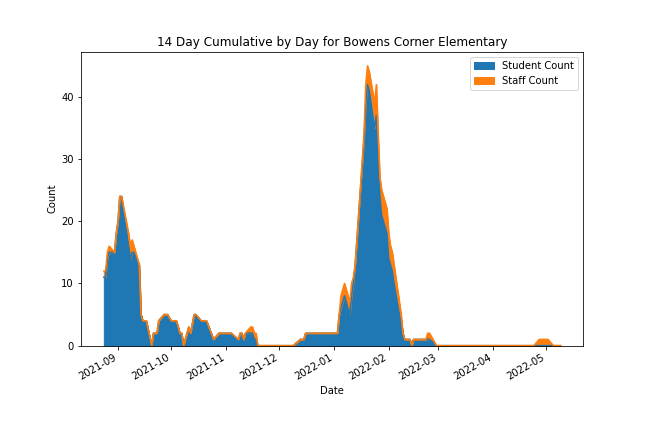 14 Day Cumulative by Day for Bowens Corner Elementary
Student Count
Staff Count
Count
40
30
20
10
0
2021-09
2021-10
2021-11
2021-12
2022-01
2022-02
2022-03
2022-04
2022-05
Date